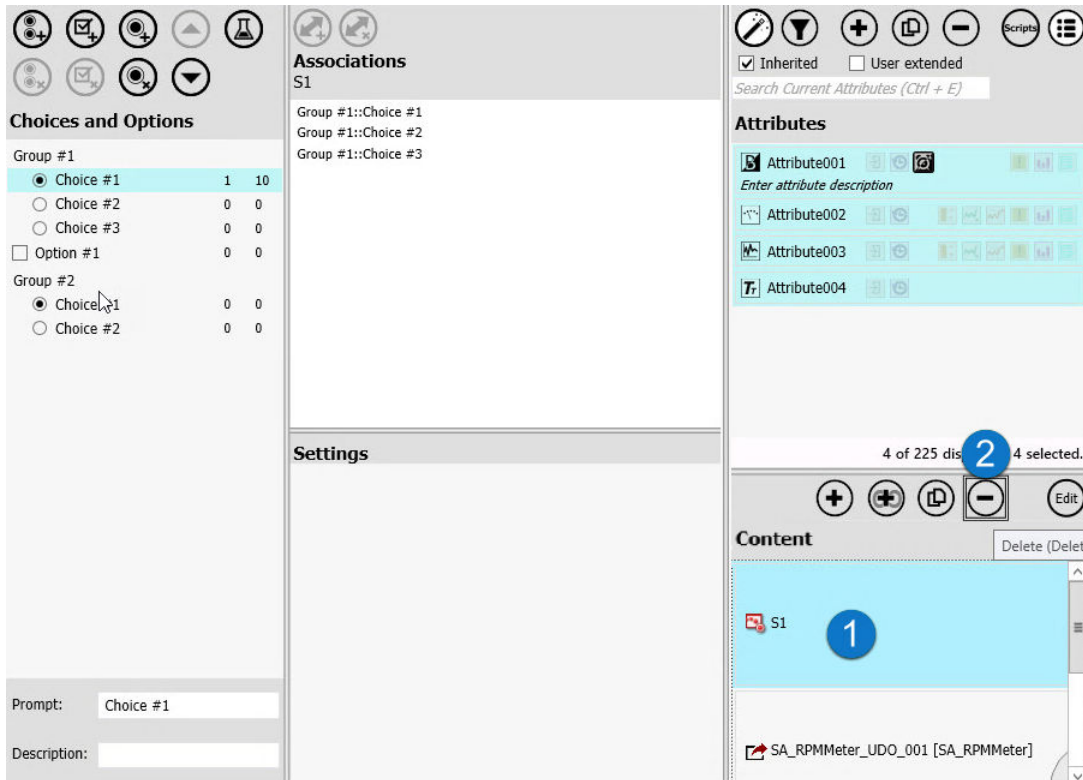 Choices and Options
Group #1
Choice #1 1 10
Choice #2 0 0
Choice #3 0 0
Option #1 0 0
Group #2
Choice #1 0 0
Choice #2 0 0
Prompt: Choice #1
Description:
Associations
S1
Group #1::Choice #1
Group #1::Choice #2
Group #1::Choice #3
Settings
Scripts
Inherited User extended
Search Current Attributes (Ctrl + E)
Attributes
Attribute001
Enter attribute description
Attribute002
Attribute003
Attribute004
4 of 225 dis 2 4 selected.
Edit
Content
Delete (Delet
S1
1
SA_RPMMeter_UDO_001 [SA_RPMMeter]